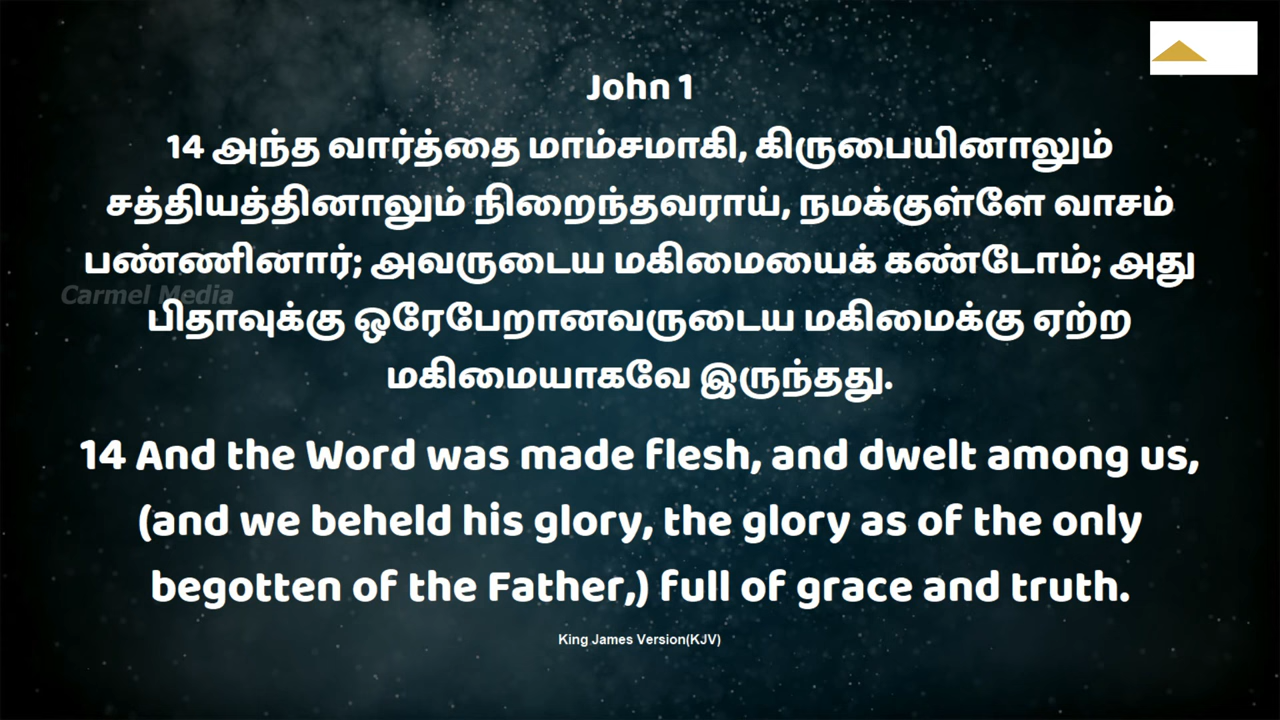 John 1
14 அந்த வார்த்தை மாம்சமாகி, கிருபையினாலும்
சத்தியத்தினாலும் நிறைந்தவராய், நமக்குள்ளே வாசம்
பண்ணினார்; அவருடைய மகிமையைக் கண்டோம்; அது
Carmel Media
பிதாவுக்கு ஒரேபேறானவருடைய மகிமைக்கு ஏற்ற
மகிமையாகவே இருந்தது.
14 And the Word was made flesh, and dwelt among us,
(and we beheld his glory, the glory as of the only
begotten of the Father,) full of grace and truth.
King James Version(KJV)